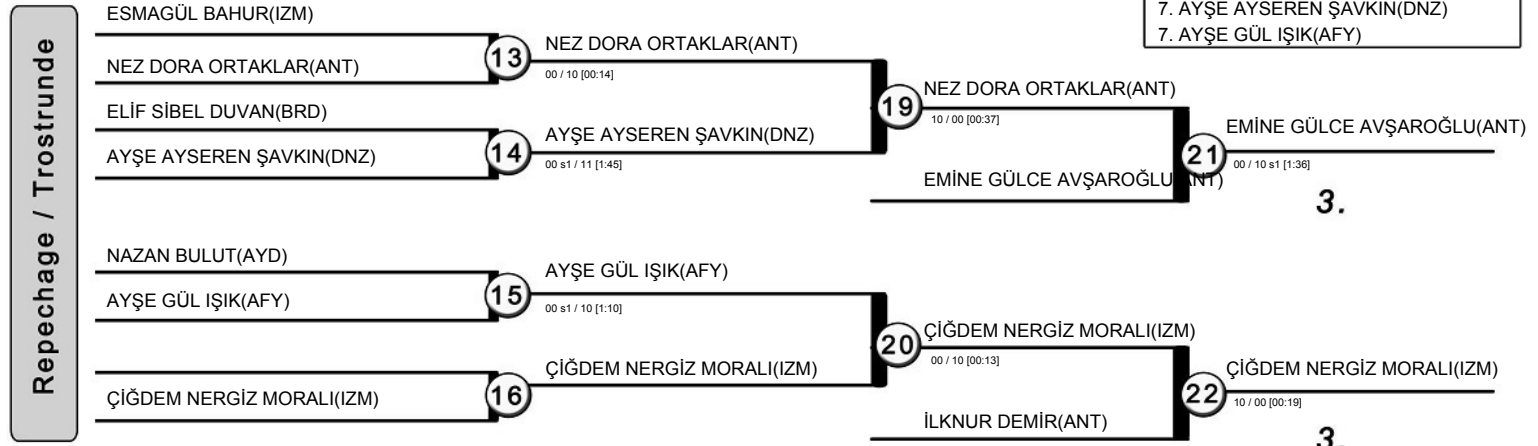 Repechage / Trostrunde
ESMAGÜL BAHUR(IZM)
NEZ DORA ORTAKLAR(ANT)
ELİF SİBEL DUVAN(BRD)
AYŞE AYSEREN ŞAVKIN(DNZ)
NAZAN BULUT(AYD)
AYŞE GÜL IŞIK(AFY)
ÇİĞDEM NERGİZ MORALI(IZM)
13
14
15
16
NEZ DORA ORTAKLAR(ANT)
00 / 10 [00:14]
AYŞE AYSEREN ŞAVKIN(DNZ)
00 s1 / 11 [1:45]
AYŞE GÜL IŞIK(AFY)
00 s1 / 10 [1:10]
ÇİĞDEM NERGİZ MORALI(IZM)
19
20
NEZ DORA ORTAKLAR(ANT)
10 / 00 [00:37]
EMİNE GÜLCE AVŞAROĞLU(ANT)
ÇİĞDEM NERGİZ MORALI(IZM)
00 / 10 [00:13]
İLKNUR DEMİR(ANT)
21
22
7. AYŞE AYSEREN ŞAVKIN(DNZ)
7. AYŞE GÜL IŞIK(AFY)
EMİNE GÜLCE AVŞAROĞLU(ANT)
00 / 10 s1 [1:36]
3.
ÇİĞDEM NERGİZ MORALI(IZM)
10 / 00 [00:19]
3.